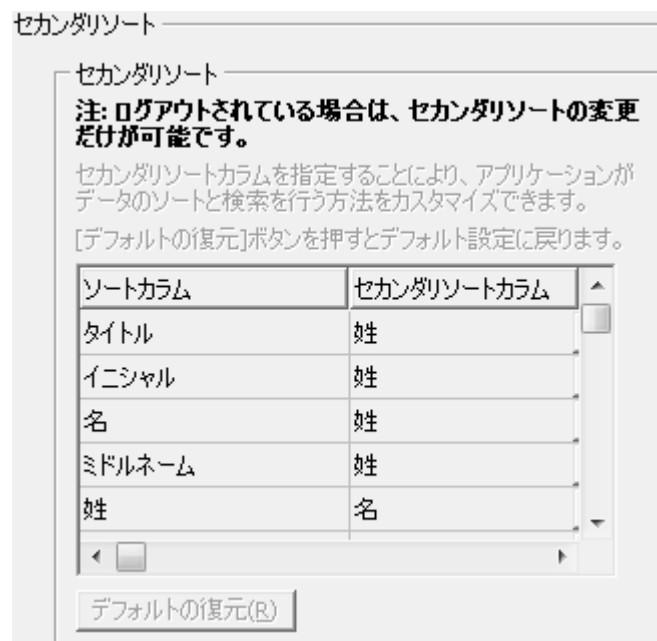 セカンダリソート
セカンダリソート
注: ログアウトされている場合は、セカンダリソートの変更
だけが可能です。
セカンダリソートカラムを指定することにより、アプリケーションが
データのソートと検索を行う方法をカスタマイズできます。
[デフォルトの復元]ボタンを押すとデフォルト設定に戻ります。
ソートカラム セカンダリソートカラム
タイトル 姓
イニシャル 姓
名 姓
ミドルネーム 姓
姓 名
デフォルトの復元(R)